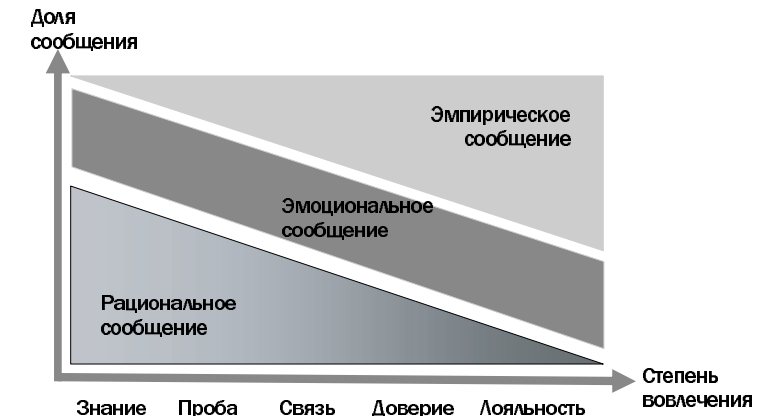 Доля
сообщения
Эмпирическое
сообщение
Эмоциональное
сообщение
Рациональное
сообщение
Степень
вовлечения
Знание Проба Связь Доверие Лояльность